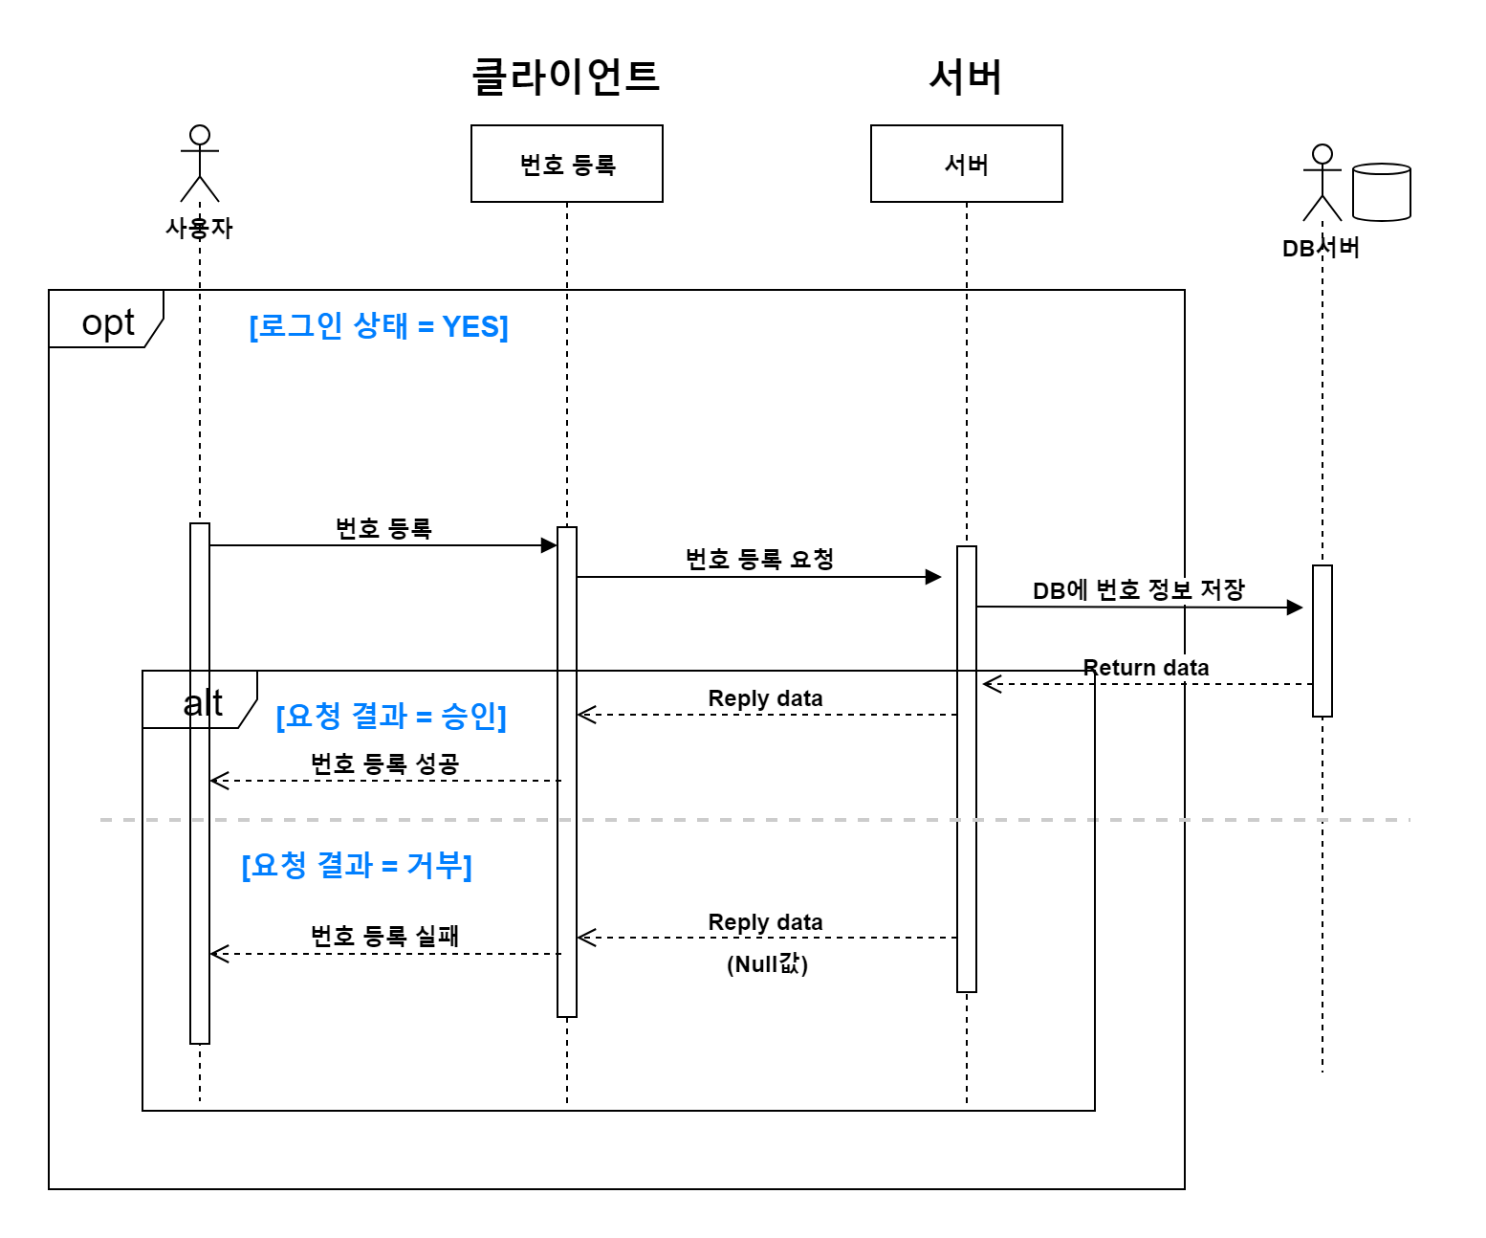 클라이언트
서버
번호 등록
서버
사용자
DB서버
opt
[로그인 상태 = YES]
번호 등록
번호 등록 요청
DB에 번호 정보 저장
Return data
alt
[요청 결과 = 승인]
Reply data
번호 등록 성공
[요청 결과 = 거부]
Reply data
번호 등록 실패
(Null값)